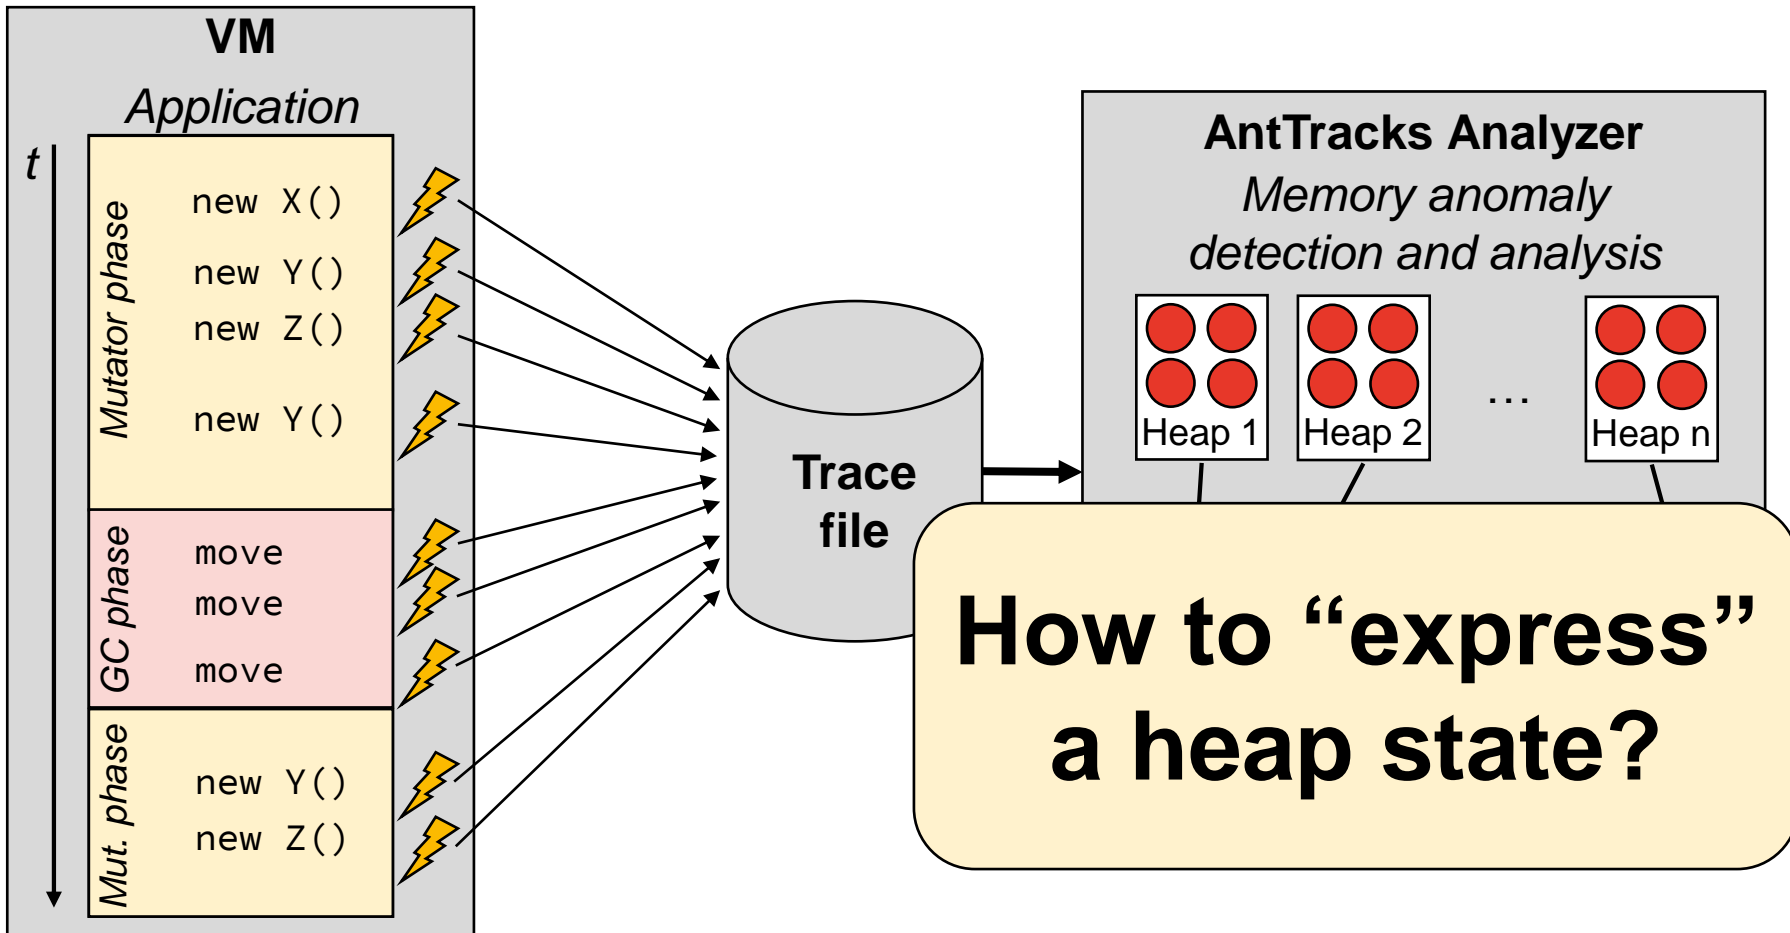 VM
Application
t
Mutator phase
new X()
new Y()
new Z()
new Y()
GC phase
move
move
move
Mut. phase
new Y()
new Z()
Trace
file
AntTracks Analyzer
Memory anomaly
detection and analysis
Heap 1
Heap 2
...
Heap n
How to “express”
a heap state?